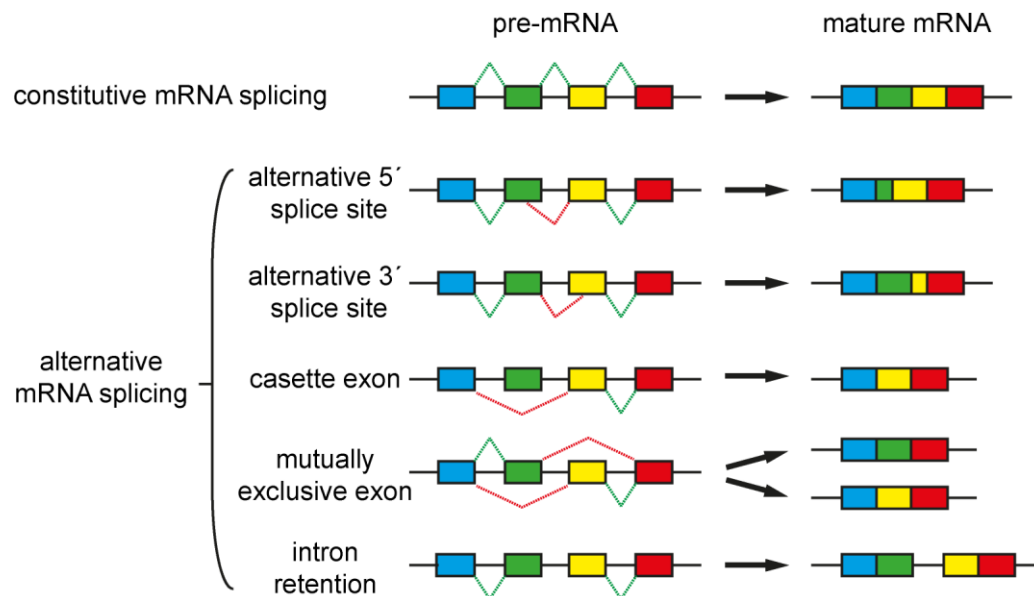 pre-mRNA
mature mRNA
constitutive mRNA splicing
alternative 5´
splice site
alternative 3´
splice site
alternative
mRNA splicing
casette exon
mutually
exclusive exon
intron
retention